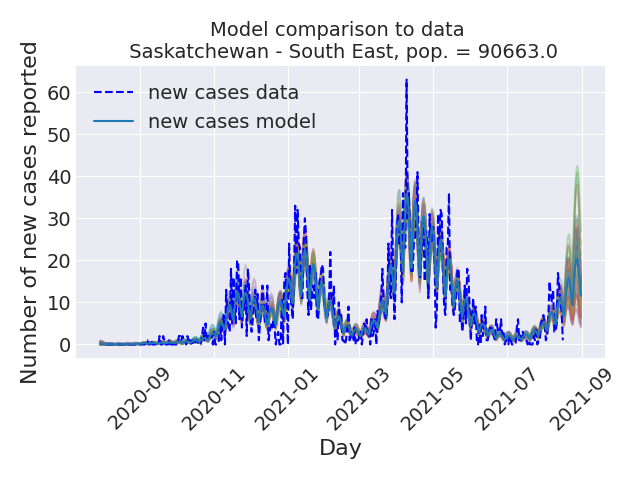 Model comparison to data
Saskatchewan - South East, pop. = 90663.0
Number of new cases reported
60
50
40
30
20
10
0
new cases data
new cases model
2020-09
2020-11
2021-01
2021-03
2021-05
2021-07
2021-09
Day